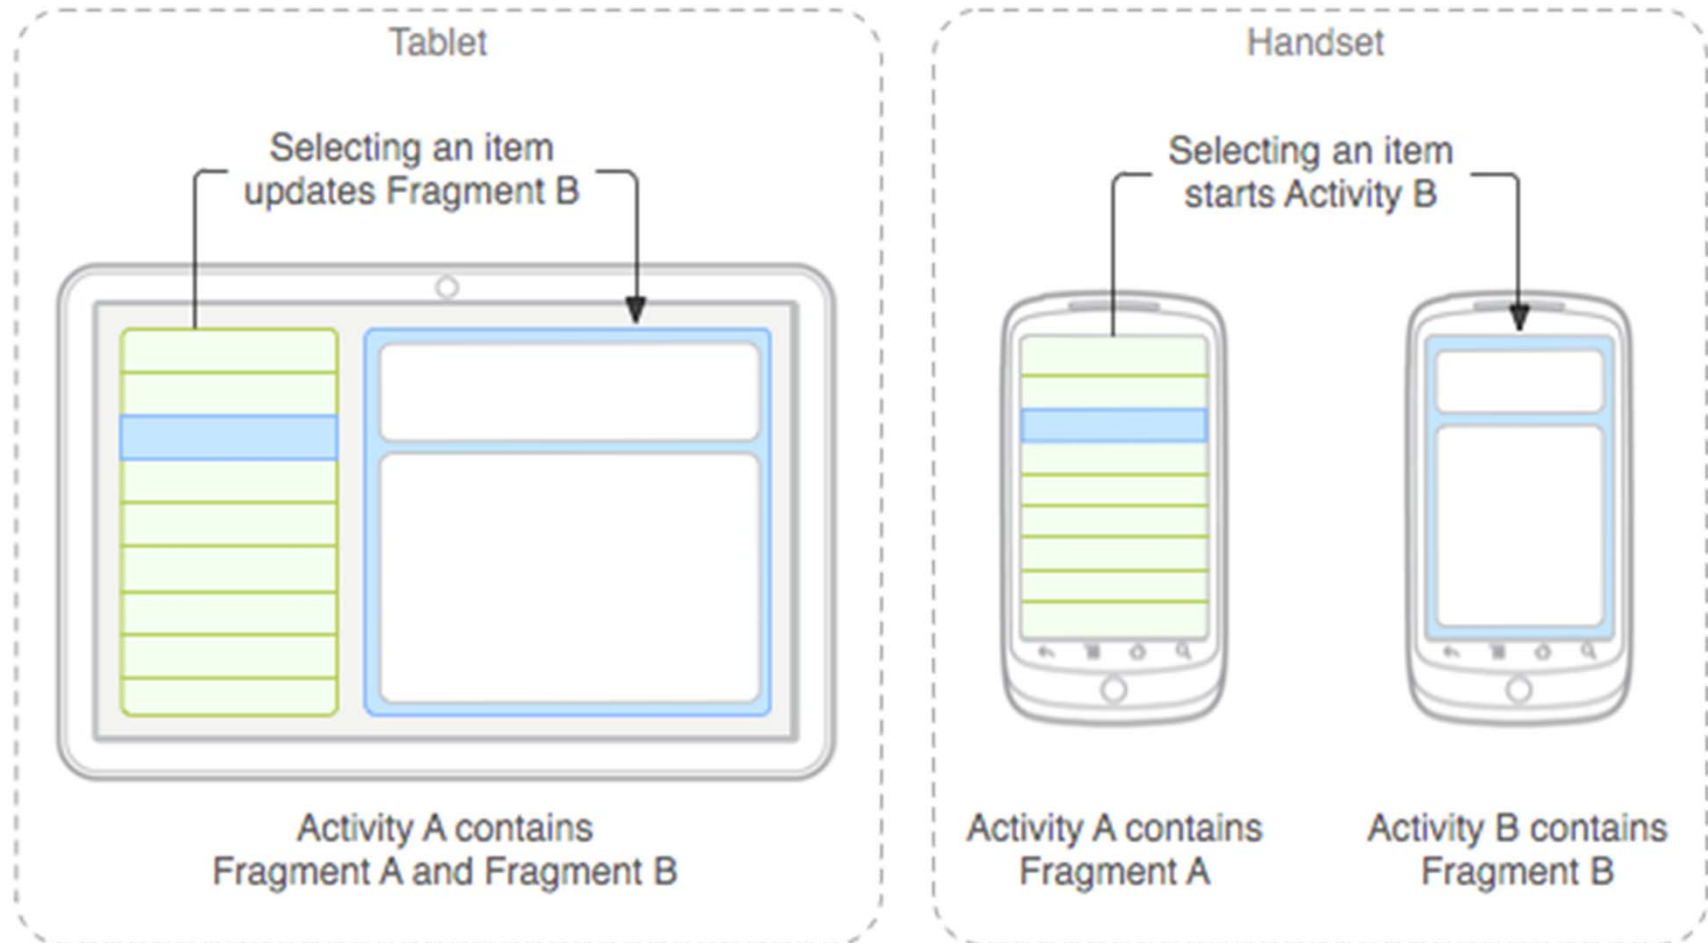 Tablet
Selecting an item
updates Fragment B
Activity A contains
Fragment A and Fragment B
Handset
Selecting an item
starts Activity B
Activity A contains
Fragment A
Activity B contains
Fragment B